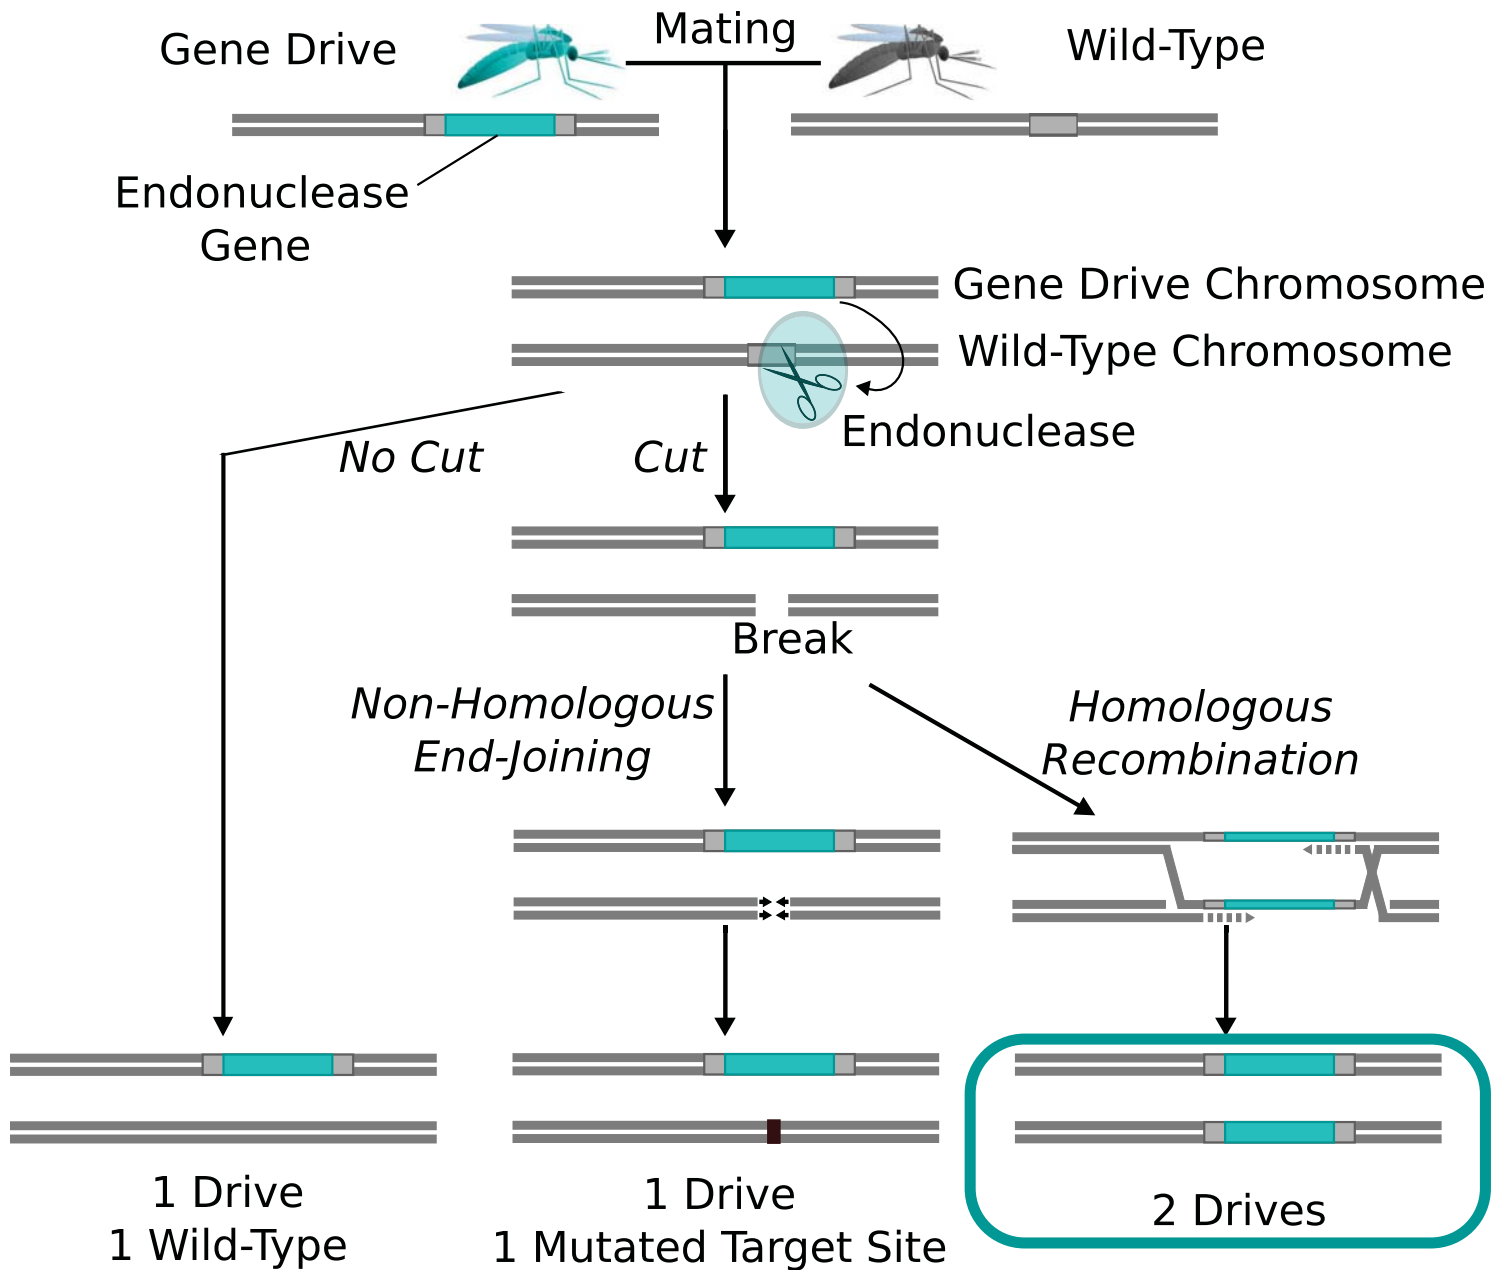 Gene Drive
Mating
Wild-Type
Endonuclease
Gene
Gene Drive Chromosome
Wild-Type Chromosome
Endonuclease
No Cut
Cut
Break
Non-Homologous
End-Joining
Homologous
Recombination
1 Drive
1 Wild-Type
1 Drive
1 Mutated Target Site
2 Drives